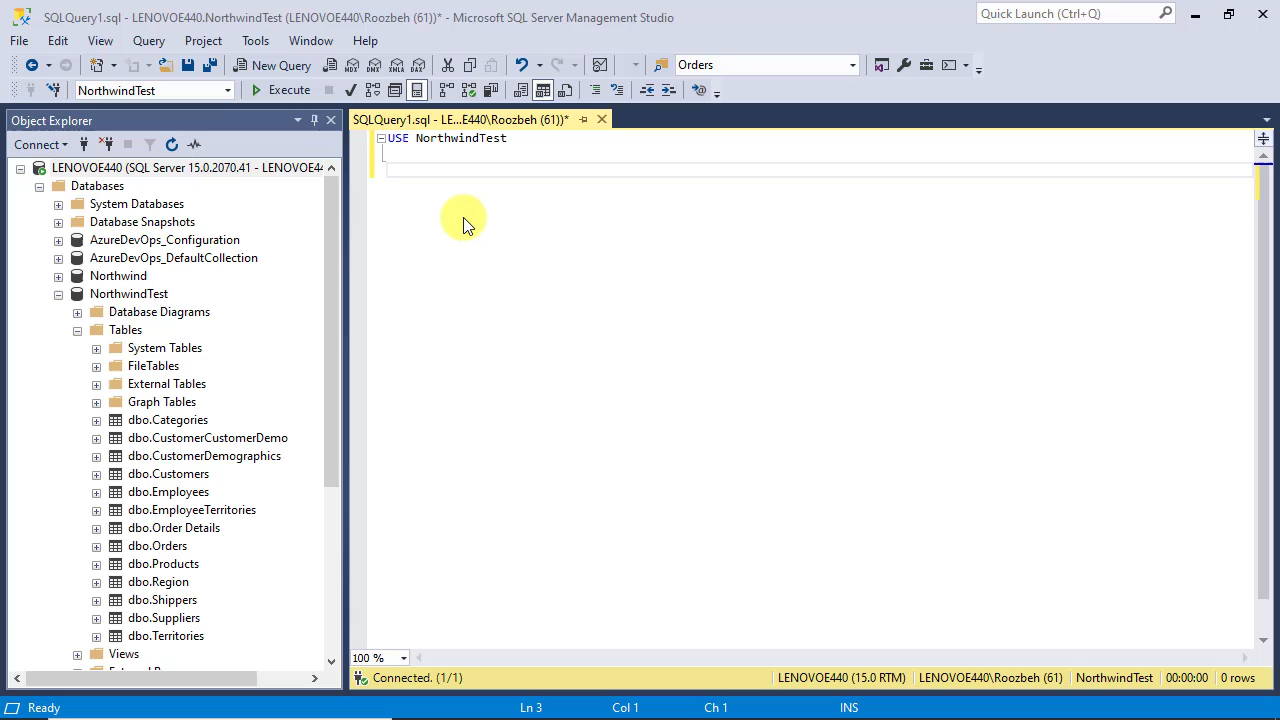 SQLQuery1.sql - LENOVOE440.NorthwindTest (LENOVOE440\Roozbeh (61))* - Microsoft SQL Server Management Studio
Quick Launch (Ctrl+Q)
File Edit View Query Project Tools Window Help
New Query MDX DMX XMLA DAX Orders
NorthwindTest Execute
Object Explorer
SQLQuery1.sql - LE...E440\Roozbeh (61))*
Connect
USE NorthwindTest
LENOVOE440 (SQL Server 15.0.2070.41 - LENOVOE44
Databases
System Databases
Database Snapshots
AzureDevOps_Configuration
AzureDevOps_DefaultCollection
Northwind
NorthwindTest
Database Diagrams
Tables
System Tables
FileTables
External Tables
Graph Tables
dbo.Categories
dbo.CustomerCustomerDemo
dbo.CustomerDemographics
dbo.Customers
dbo.Employees
dbo.EmployeeTerritories
dbo.Order Details
dbo.Orders
dbo.Products
dbo.Region
dbo.Shippers
dbo.Suppliers
dbo.Territories
Views
100 %
Connected. (1/1) LENOVOE440 (15.0 RTM) LENOVOE440\Roozbeh (61) NorthwindTest 00:00:00 0 rows
Ready Ln 3 Col 1 Ch 1 INS